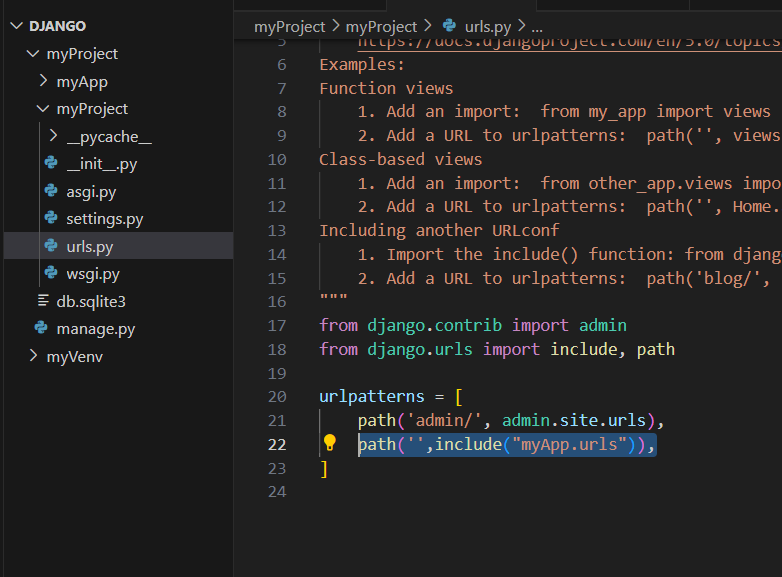 DJANGO
myProject
myApp
myProject
__pycache__
__init__.py
asgi.py
settings.py
urls.py
wsgi.py
db.sqlite3
manage.py
myVenv
myProject > myProject > urls.py > ...
5 https://docs.djangoproject.com/en/5.0/topics
6 Examples:
7 Function views
8 1. Add an import:  from my_app import views
9 2. Add a URL to urlpatterns:  path('', views
10 Class-based views
11 1. Add an import:  from other_app.views impo
12 2. Add a URL to urlpatterns:  path('', Home.
13 Including another URLconf
14 1. Import the include() function: from djang
15 2. Add a URL to urlpatterns:  path('blog/',
16 """
17 from django.contrib import admin
18 from django.urls import include, path
19
20 urlpatterns = [
21 path('admin/', admin.site.urls),
22 path('',include("myApp.urls")),
23 ]
24